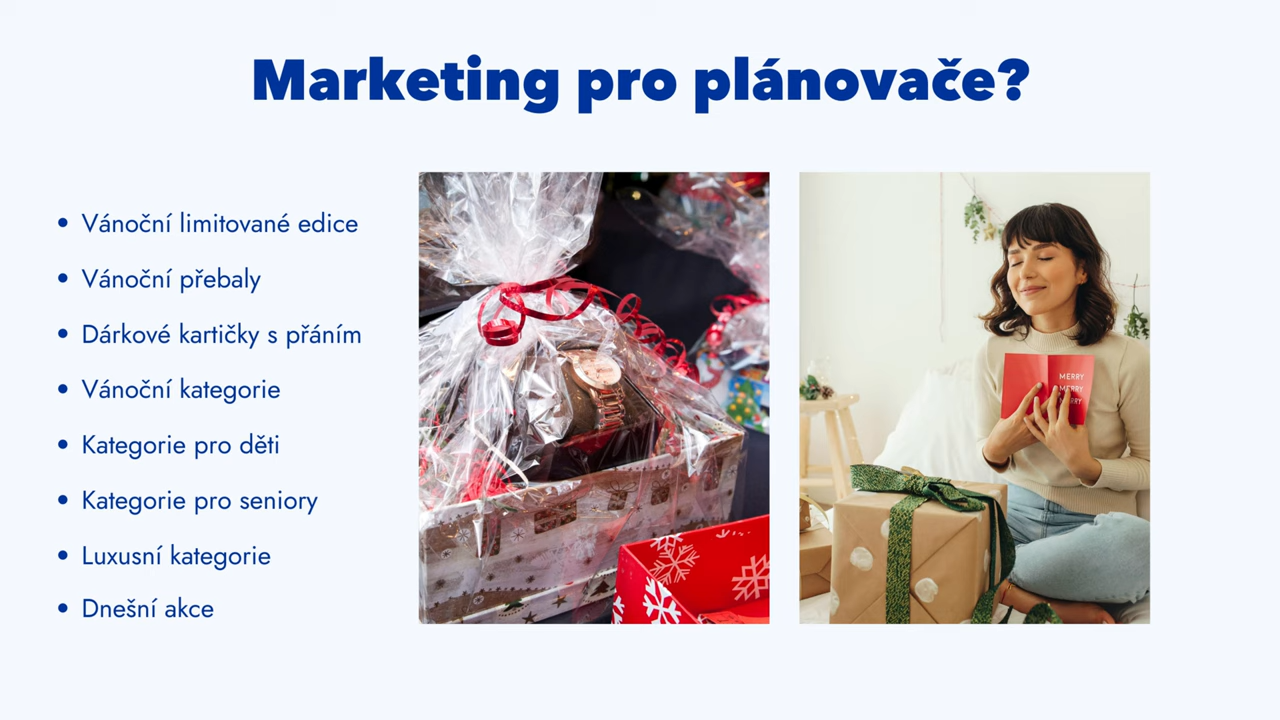 Marketing pro plánovače?
Vánoční limitované edice
Vánoční přebaly
Dárkové kartičky s přáním
Vánoční kategorie
Kategorie pro děti
Kategorie pro seniory
Luxusní kategorie
Dnešní akce
MERRY
MERRY
MERRY